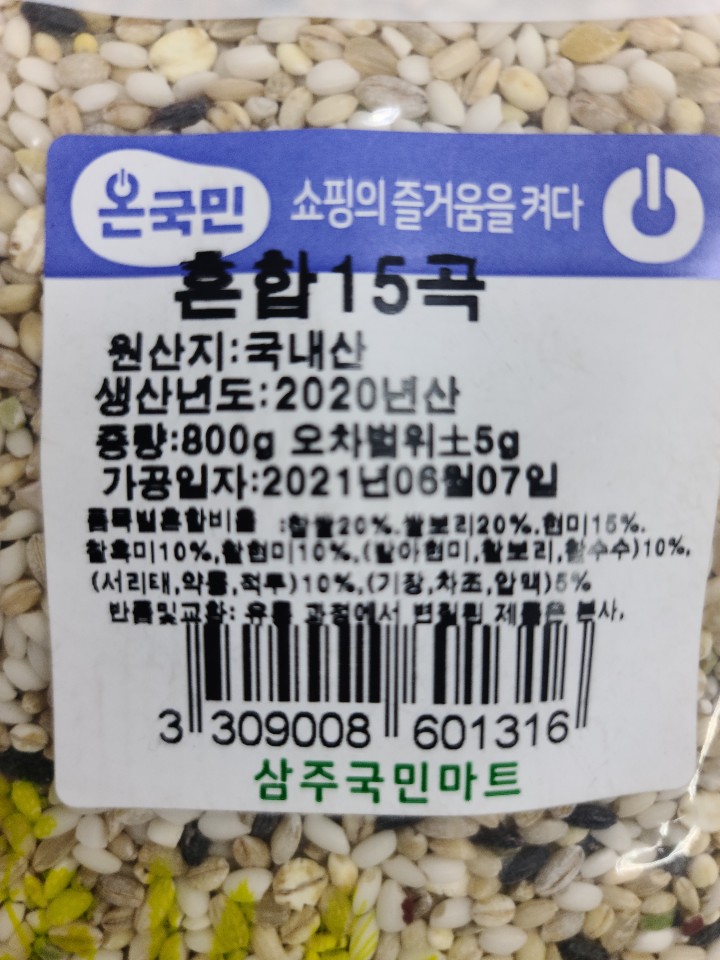 온국민 쇼핑의 즐거움을 켜다
혼합15곡
원산지:국내산
생산년도:2020년산
중량:800g 오차범위±5g
가공일자:2021년06월07일
품목별혼합비율 :찹쌀20%.쌀보리20%.현미15%.
찰흑미10%,찰현미10%,(발아현미,찰보리,찰수수)10%,
(서리태,약콩,적두)10%,(기장,차조,압맥)5%
반품및교환: 유통 과정에서 변질된 제품은 본사,
3 309008 601316
삼주국민마트